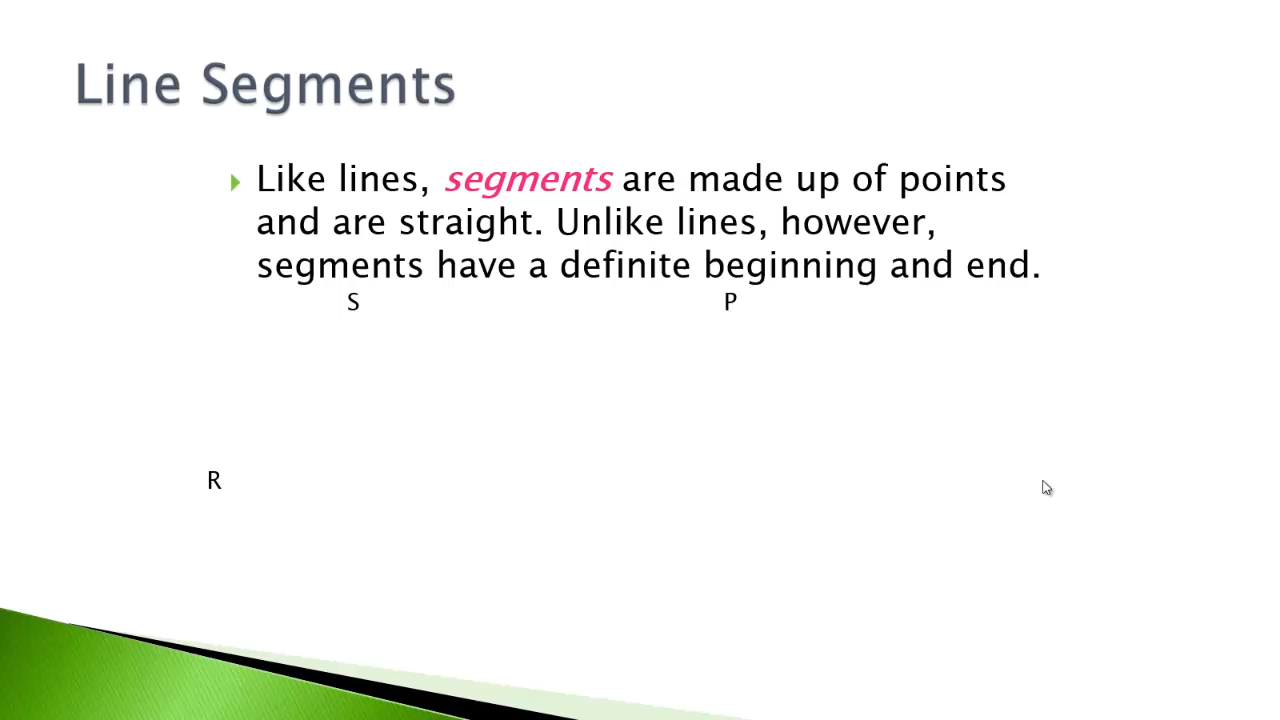 Line Segments
Like lines, segments are made up of points
and are straight. Unlike lines, however,
segments have a definite beginning and end.
S P
R